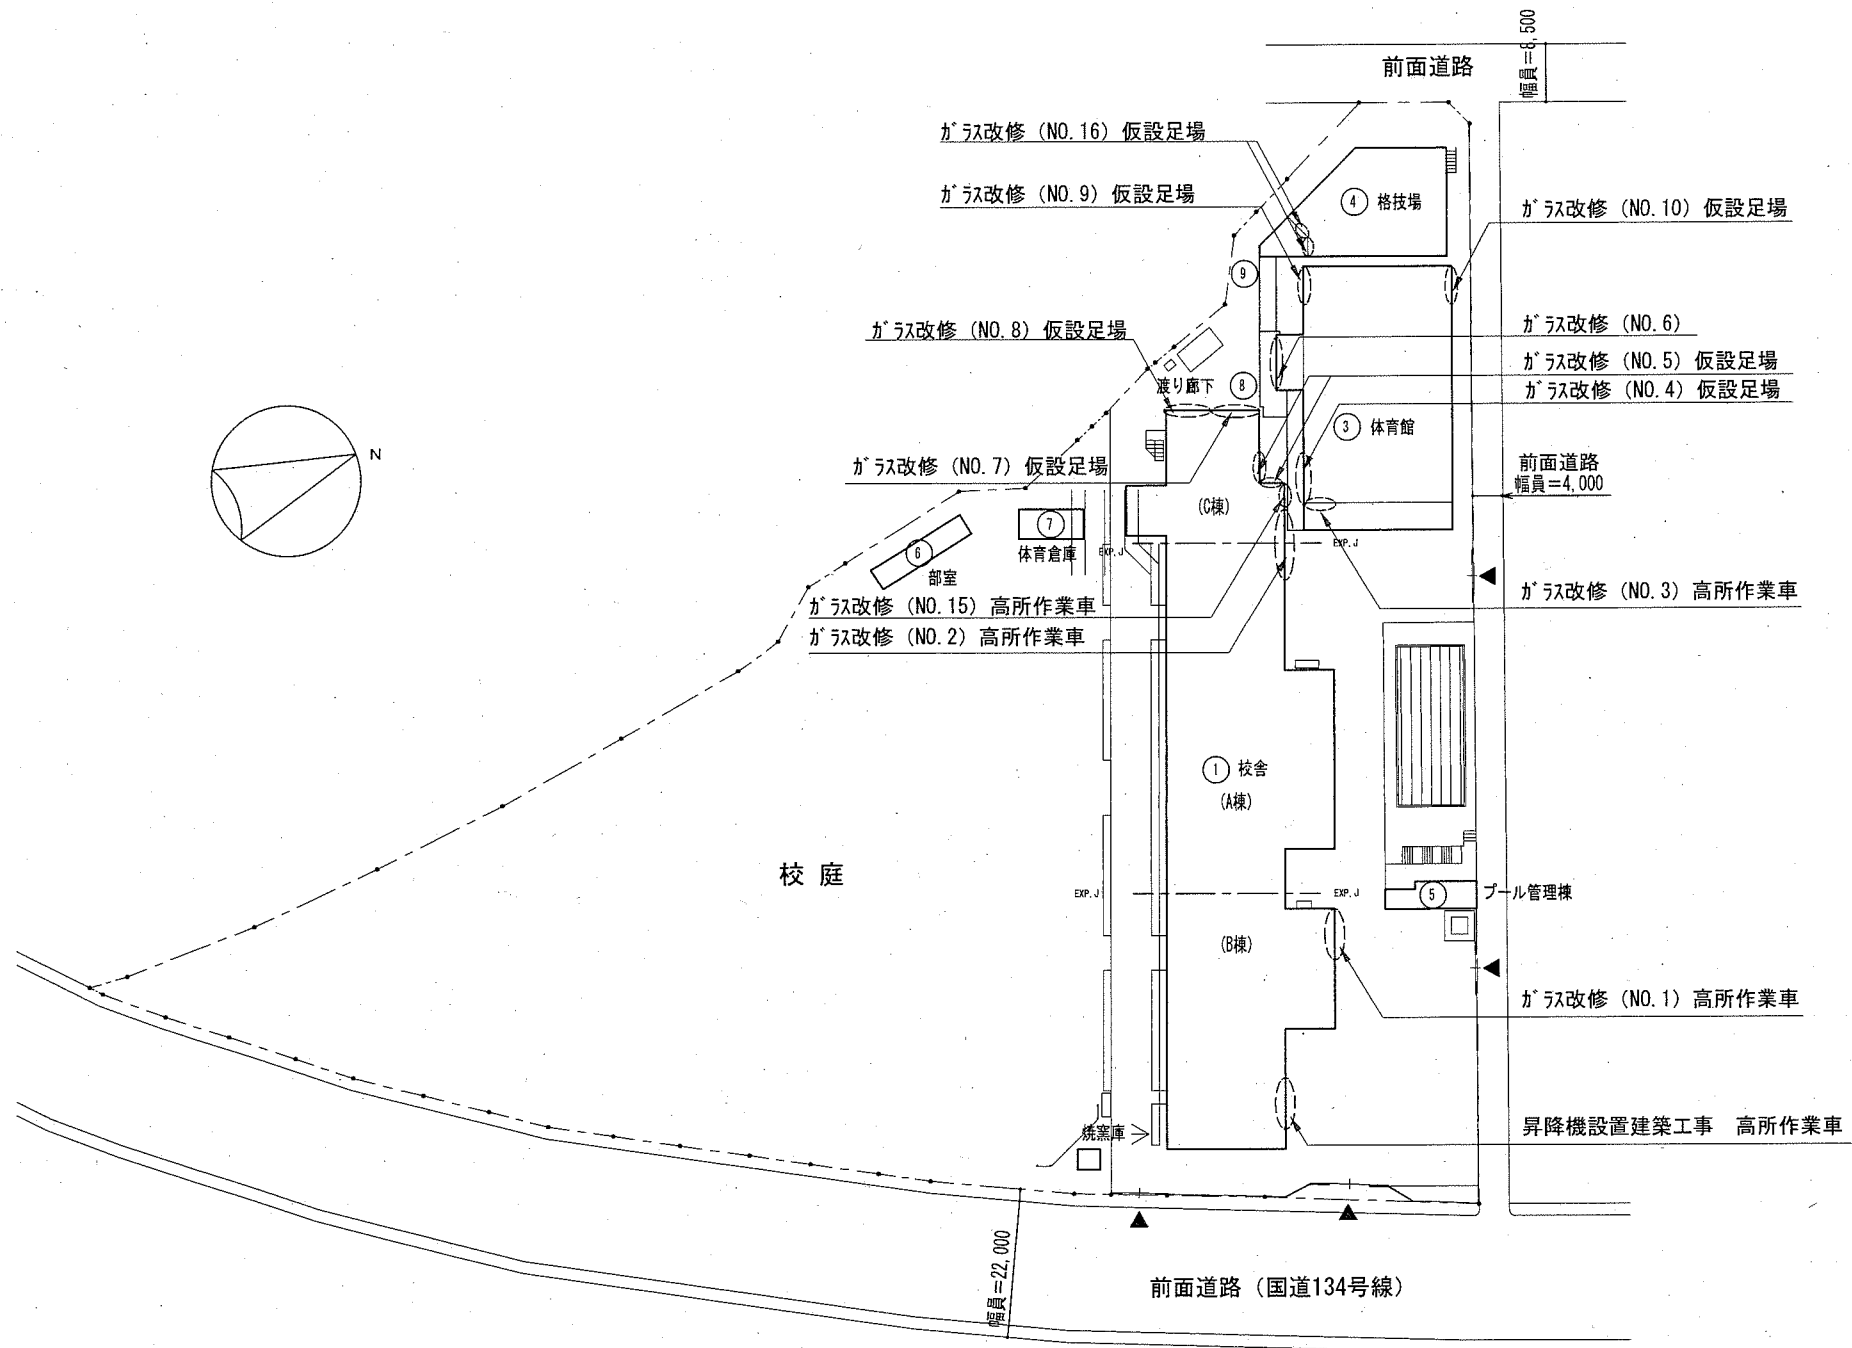 前面道路
幅員=8,500
ガラス改修 (NO.16) 仮設足場
ガラス改修 (NO.9) 仮設足場
④ 格技場
ガラス改修 (NO.10) 仮設足場
⑨
ガラス改修 (NO.8) 仮設足場
ガラス改修 (NO.6)
ガラス改修 (NO.5) 仮設足場
ガラス改修 (NO.4) 仮設足場
渡り廊下 ⑧
③ 体育館
N
ガラス改修 (NO.7) 仮設足場
前面道路
幅員=4,000
(C棟)
⑦
体育倉庫
EXP.J
EXP.J
⑥
部室
ガラス改修 (NO.3) 高所作業車
ガラス改修 (NO.15) 高所作業車
ガラス改修 (NO.2) 高所作業車
① 校舎
(A棟)
校庭
EXP.J
EXP.J
⑤ プール管理棟
(B棟)
ガラス改修 (NO.1) 高所作業車
焼窯庫
昇降機設置建築工事 高所作業車
幅員=22,000
前面道路 (国道134号線)